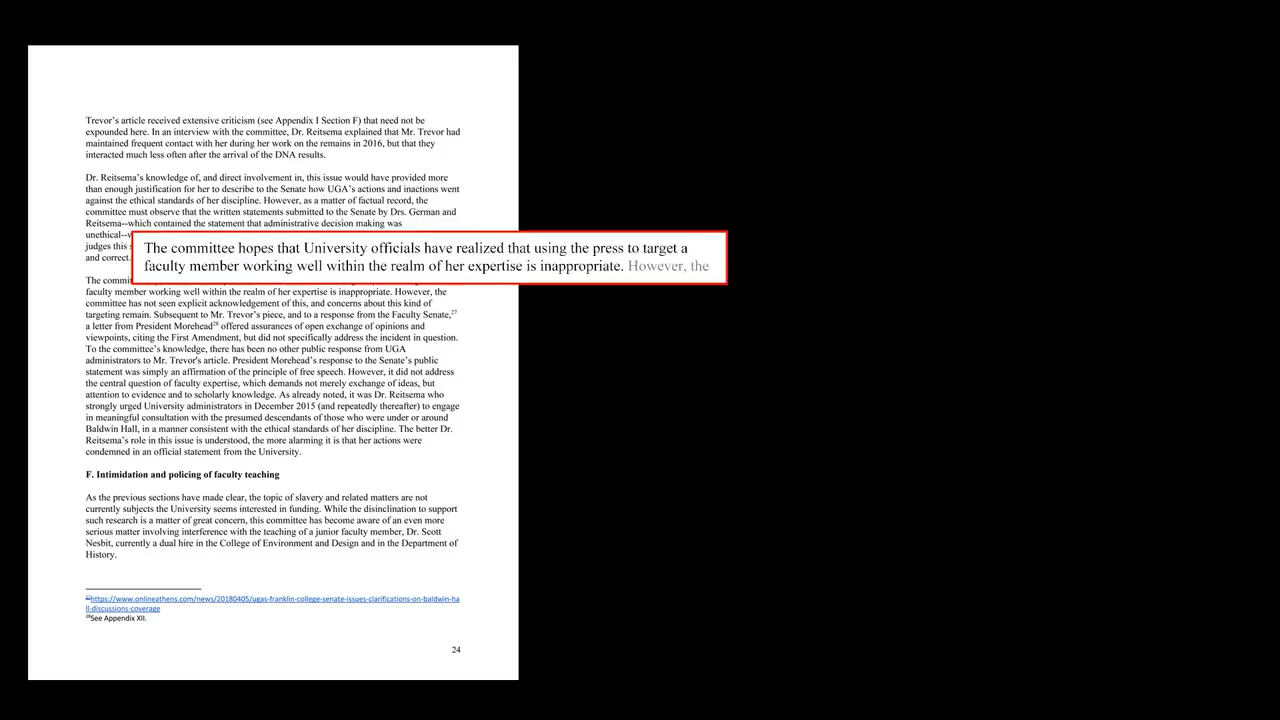 Trevor's article received extensive criticism (see Appendix I Section F) that need not be
expounded here. In an interview with the committee, Dr. Reitsema explained that Mr. Trevor had
maintained frequent contact with her during her work on the remains in 2016, but that they
interacted much less often after the arrival of the DNA results.
Dr. Reitsema's knowledge of, and direct involvement in, this issue would have provided more
than enough justification for her to describe to the Senate how UGA's actions and inactions went
against the ethical standards of her discipline. However, as a matter of factual record, the
committee must observe that the written statements submitted to the Senate by Drs. German and
Reitsema--which contained the statement that administrative decision making was
unethical--w
judges this s
and correct.
The committee hopes that University officials have realized that using the press to target a
faculty member working well within the realm of her expertise is inappropriate. However, the
The commit
faculty member working well within the realm of her expertise is inappropriate. However, the
committee has not seen explicit acknowledgement of this, and concerns about this kind of
targeting remain. Subsequent to Mr. Trevor's piece, and to a response from the Faculty Senate,27
a letter from President Morehead28 offered assurances of open exchange of opinions and
viewpoints, citing the First Amendment, but did not specifically address the incident in question.
To the committee's knowledge, there has been no other public response from UGA
administrators to Mr. Trevor's article. President Morehead's response to the Senate's public
statement was simply an affirmation of the principle of free speech. However, it did not address
the central question of faculty expertise, which demands not merely exchange of ideas, but
attention to evidence and to scholarly knowledge. As already noted, it was Dr. Reitsema who
strongly urged University administrators in December 2015 (and repeatedly thereafter) to engage
in meaningful consultation with the presumed descendants of those who were under or around
Baldwin Hall, in a manner consistent with the ethical standards of her discipline. The better Dr.
Reitsema's role in this issue is understood, the more alarming it is that her actions were
condemned in an official statement from the University.
F. Intimidation and policing of faculty teaching
As the previous sections have made clear, the topic of slavery and related matters are not
currently subjects the University seems interested in funding. While the disinclination to support
such research is a matter of great concern, this committee has become aware of an even more
serious matter involving interference with the teaching of a junior faculty member, Dr. Scott
Nesbit, currently a dual hire in the College of Environment and Design and in the Department of
History.
27https://www.onlineathens.com/news/20180405/ugas-franklin-college-senate-issues-clarifications-on-baldwin-ha
ll-discussions-coverage
28See Appendix XII.
24